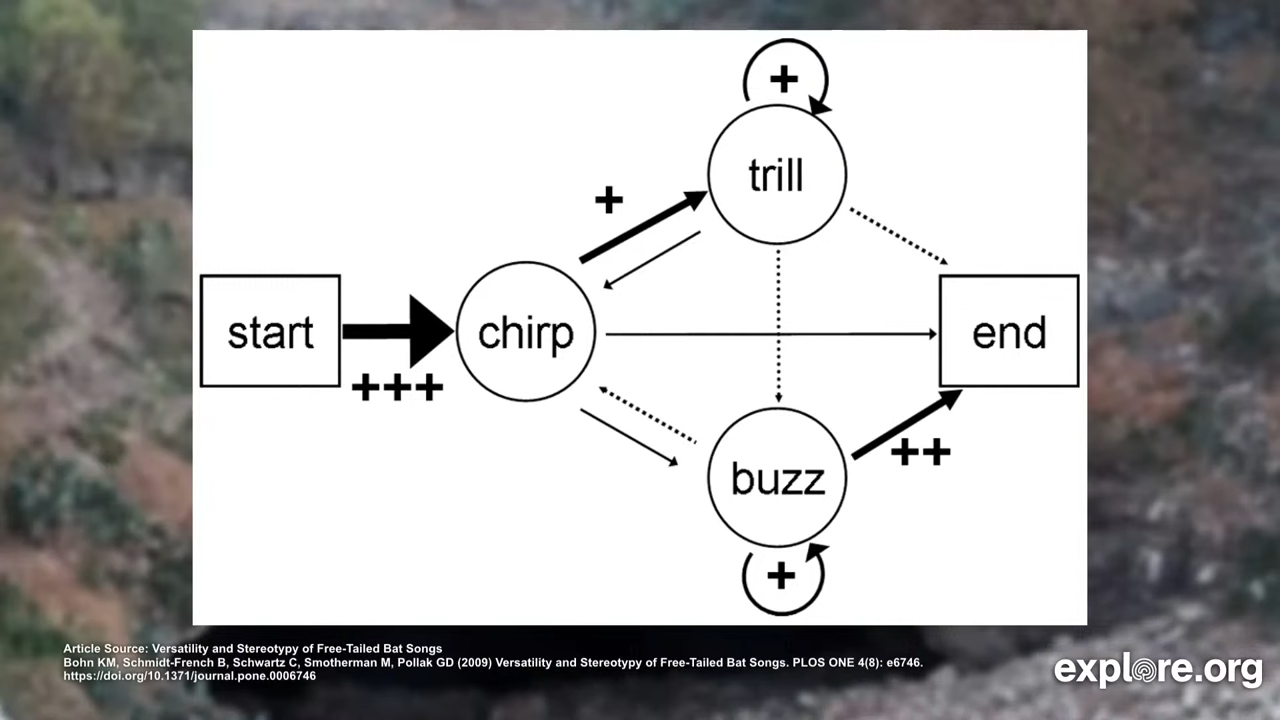 +
trill
+
start
+++
chirp
end
++
buzz
+
Article Source: Versatility and Stereotypy of Free-Tailed Bat Songs
Bohn KM, Schmidt-French B, Schwartz C, Smotherman M, Pollak GD (2009) Versatility and Stereotypy of Free-Tailed Bat Songs. PLOS ONE 4(8): e6746.
https://doi.org/10.1371/journal.pone.0006746
explore.org